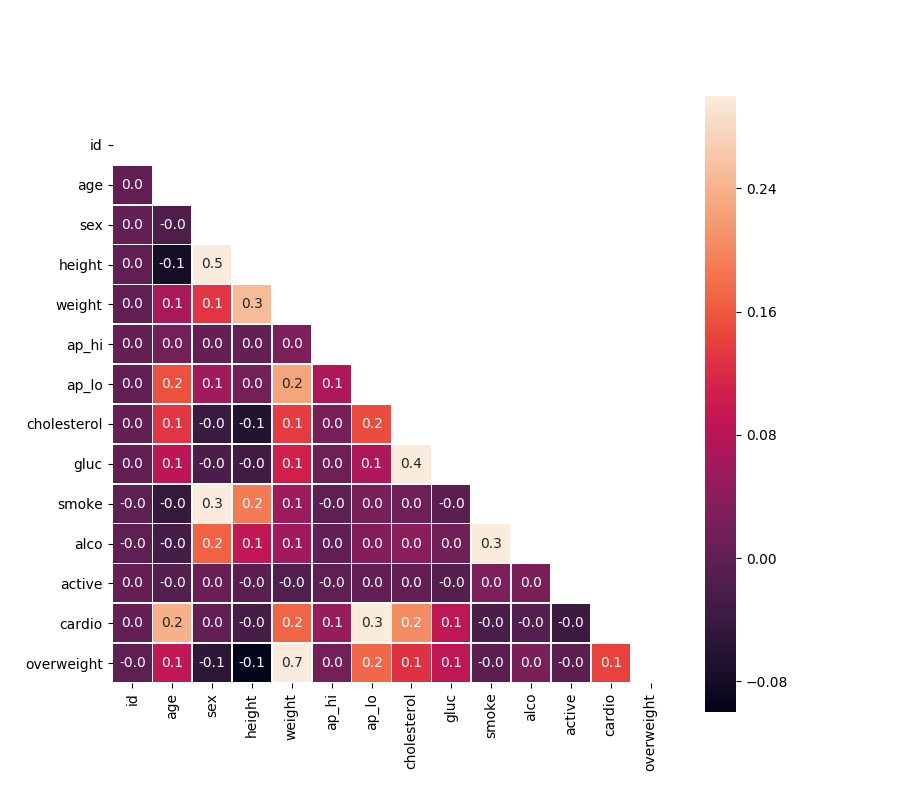 id
age 0.0
sex 0.0 -0.0
height 0.0 -0.1 0.5
weight 0.0 0.1 0.1 0.3
ap_hi 0.0 0.0 0.0 0.0 0.0
ap_lo 0.0 0.2 0.1 0.0 0.2 0.1
cholesterol 0.0 0.1 -0.0 -0.1 0.1 0.0 0.2
gluc 0.0 0.1 -0.0 -0.0 0.1 0.0 0.1 0.4
smoke -0.0 -0.0 0.3 0.2 0.1 -0.0 0.0 0.0 -0.0
alco -0.0 -0.0 0.2 0.1 0.1 0.0 0.0 0.0 0.0 0.3
active 0.0 -0.0 0.0 -0.0 -0.0 -0.0 0.0 0.0 -0.0 0.0 0.0
cardio 0.0 0.2 0.0 -0.0 0.2 0.1 0.3 0.2 0.1 -0.0 -0.0 -0.0
overweight -0.0 0.1 -0.1 -0.1 0.7 0.0 0.2 0.1 0.1 -0.0 0.0 -0.0 0.1
id age sex height weight ap_hi ap_lo cholesterol gluc smoke alco active cardio overweight
0.24
0.16
0.08
0.00
−0.08